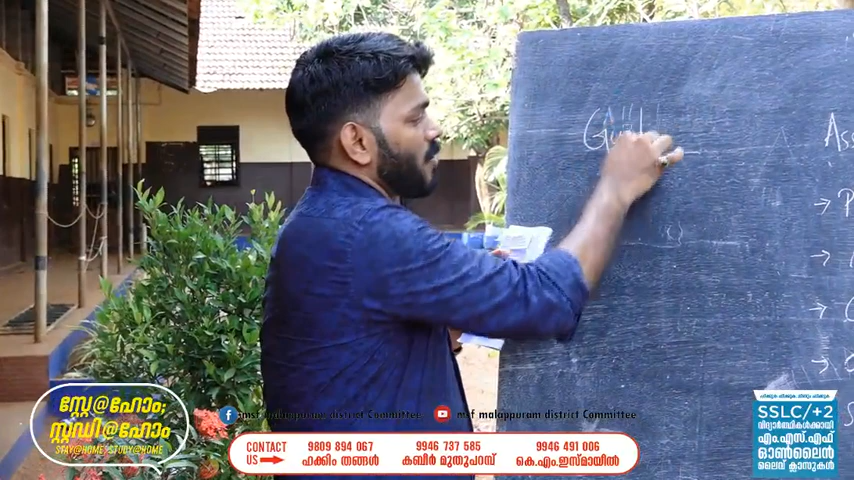 സ്റ്റേ@ഹോം;
സ്റ്റഡി@ഹോം
STAY@HOME; STUDY@HOME
msf malappuram district Committee
msf malappuram district Committee
CONTACT US
9809 894 067
ഹക്കീം തങ്ങൾ
9946 737 585
കബീർ മുതുപറമ്പ്
9946 491 006
കെ.എം.ഇസ്മായിൽ
SSLC/+2
വിദ്യാർത്ഥികൾക്കായി
എം.എസ്.എഫ്
ഓൺലൈൻ
ലൈവ് ക്ലാസുകൾ